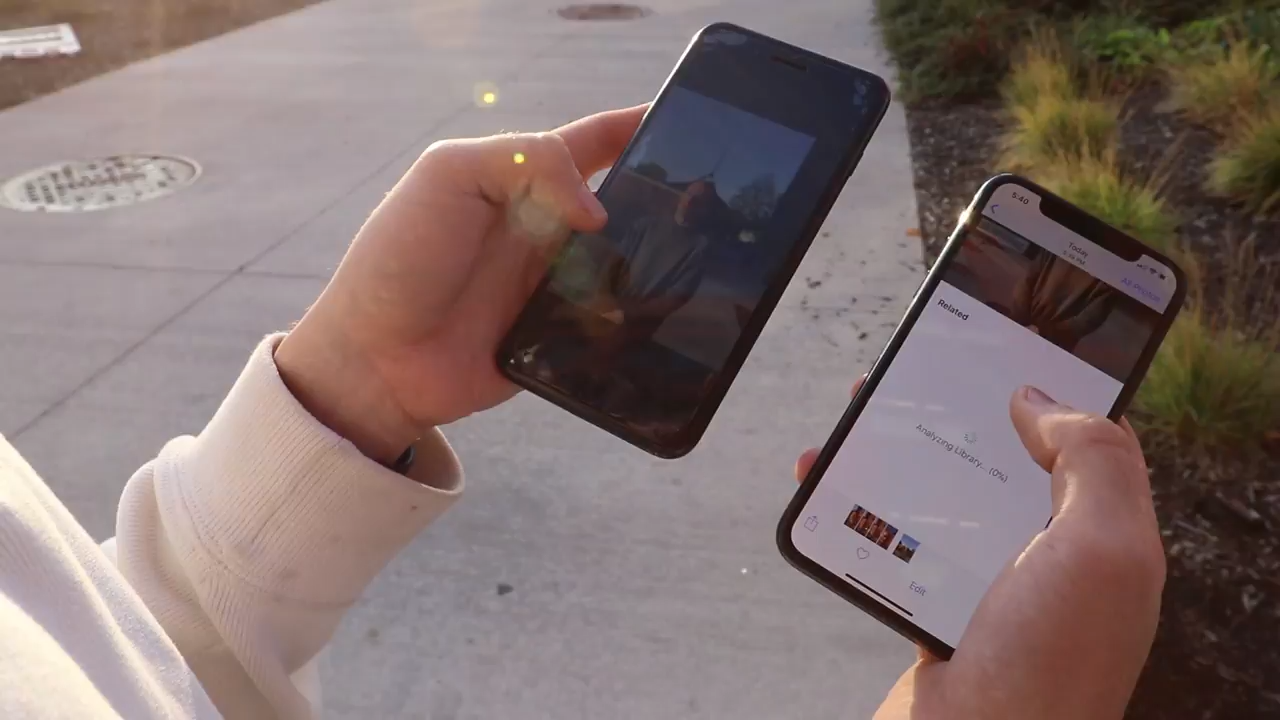 5:40
Today
All Photos
Related
Analyzing Library... (0%)
Edit